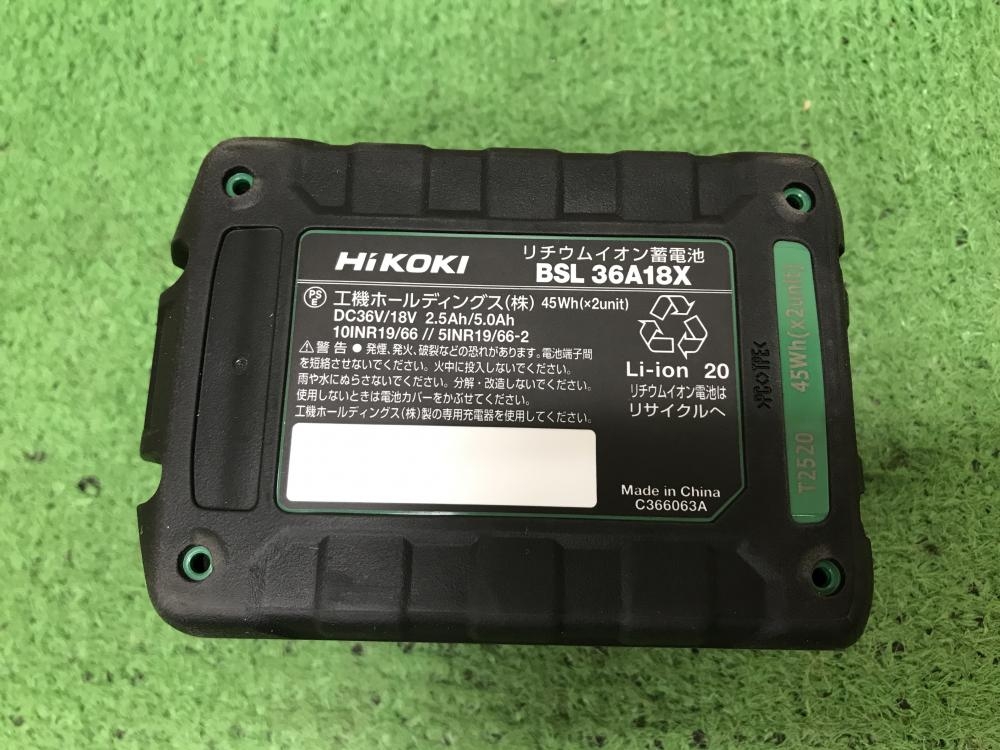 HiKOKI
リチウムイオン蓄電池
BSL 36A18X
PS E 工機ホールディングス(株) 45Wh(×2unit)
DC36V/18V 2.5Ah/5.0Ah
10INR19/66 // 5INR19/66-2
⚠警告 ● 発煙、発火、破裂などの恐れがあります。電池端子間
を短絡させないでください。火中に投入しないでください。
雨や水にぬらさないでください。分解・改造しないでください。
使用しないときは電池カバーをかぶせてください。
工機ホールディングス(株)製の専用充電器を使用してください。
Li-ion 20
リチウムイオン電池は
リサイクルへ
Made in China
C366063A
>PC+TPE<
T2520 45Wh(×2unit)